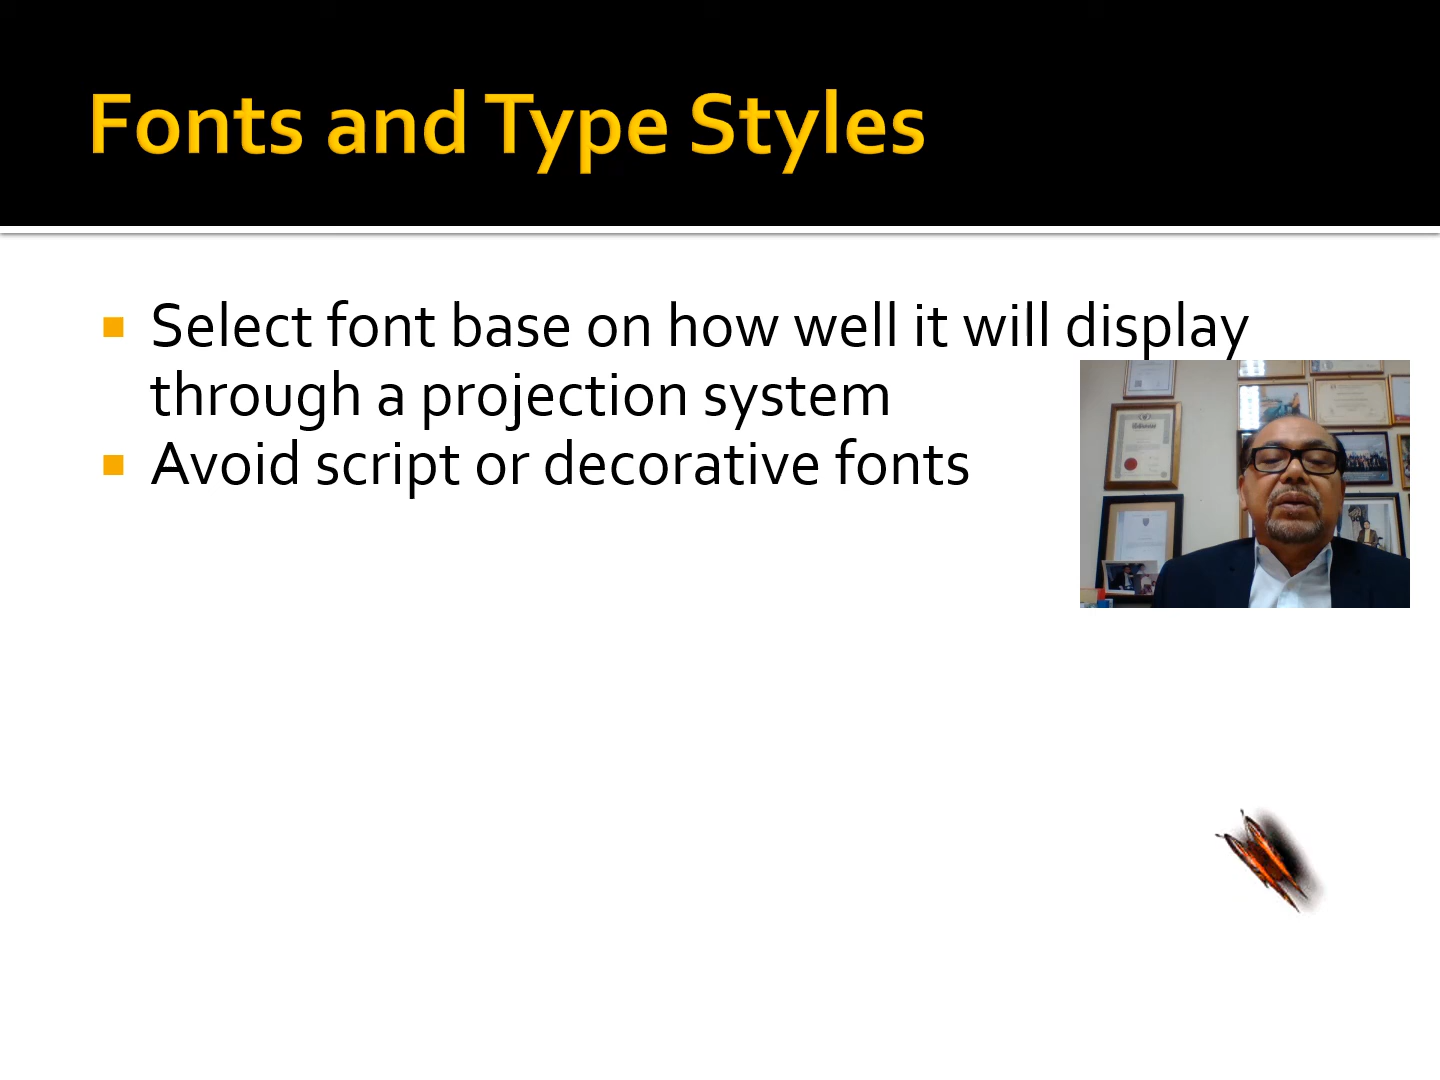 Fonts and Type Styles
Select font base on how well it will display
through a projection system
Avoid script or decorative fonts